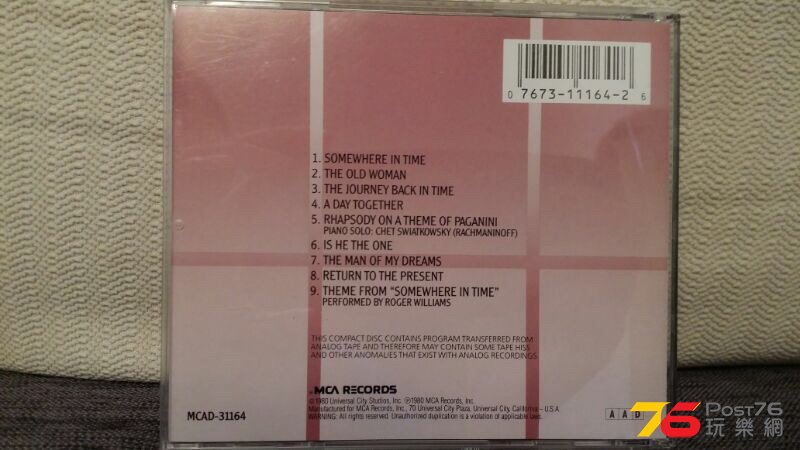 0 7673-11164-2 6
1. SOMEWHERE IN TIME
2. THE OLD WOMAN
3. THE JOURNEY BACK IN TIME
4. A DAY TOGETHER
5. RHAPSODY ON A THEME OF PAGANINI
PIANO SOLO: CHET SWIATKOWSKY (RACHMANINOFF)
6. IS HE THE ONE
7. THE MAN OF MY DREAMS
8. RETURN TO THE PRESENT
9. THEME FROM “SOMEWHERE IN TIME”
PERFORMED BY ROGER WILLIAMS
THIS COMPACT DISC CONTAINS PROGRAM TRANSFERRED FROM
ANALOG TAPE AND THEREFORE MAY CONTAIN SOME TAPE HISS
AND OTHER ANOMALIES THAT EXIST WITH ANALOG RECORDINGS.
MCA RECORDS
©1980 Universal City Studios, Inc. ℗1980 MCA Records, Inc.
Manufactured for MCA Records, Inc., 70 Universal City Plaza, Universal City, California – U.S.A.
WARNING: All rights reserved. Unauthorized duplication is a violation of applicable laws.
MCAD-31164
A A D
76 Post76
玩樂網